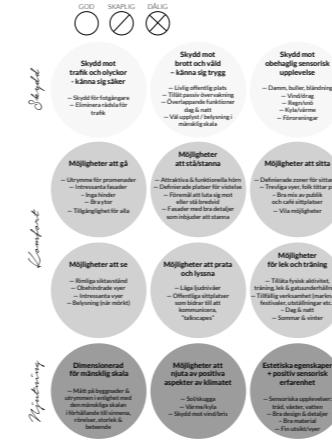 GOD SKAPLIG DÅLIG
Skydd
Skydd mot
trafik och olyckor
- känna sig säker
— Skydd för fotgängare
— Eliminera rädsla för
trafik
Skydd mot
brott och våld
- känna sig trygg
— Livlig offentlig plats
— Tillåt passiv övervakning
— Överlappande funktioner
dag & natt
— Väl upplyst / belysning i
mänsklig skala
Skydd mot
obehaglig sensorisk
upplevelse
— Damm, buller, bländning
— Vind/drag
— Regn/snö
— Kyla/värme
— Föroreningar
Komfort
Möjligheter att gå
— Utrymme för promenader
— Intressanta fasader
— Inga hinder
— Bra ytor
— Tillgänglighet för alla
Möjligheter
att stå/stanna
— Attraktiva & funktionella hörn
— Definierade platser för vistelse
— Föremål att luta sig mot
eller stå bredvid
— Fasader med bra detaljer
som inbjuder att stanna
Möjligheter att sitta
— Definierade zoner för sittan
— Trevliga vyer, folk tittar p
— Bra mix av publik
och café sittplatser
— Vila möjligheter
Möjligheter att se
— Rimliga siktavstånd
— Obehindrade vyer
— Intressanta vyer
— Belysning (när mörkt)
Möjligheter att prata
och lyssna
— Låga ljudnivåer
— Offentliga sittplatser
som bidrar till att
kommunicera,
"talkscapes"
Möjligheter
för lek och träning
— Tillåta fysisk aktivitet,
träning, lek & gatuunderhålln
— Tillfällig verksamhet (markna
festivaler, utställningar etc.
— Dag & natt
— Sommar & vinter
Njutning
Dimensionerad
för mänsklig skala
— Mått på byggnader &
utrymmen i enlighet med
den mänskliga skalan
i förhållande till sinnena,
rörelser, storlek &
beteende
Möjligheter att
njuta av positiva
aspekter av klimatet
— Sol/skugga
— Värme/kyla
— Skydd mot vind/bris
Estetiska egenskaper
+ positiv sensorisk
erfarenhet
— Sensoriska upplevelser:
träd, växter, vatten
— Bra design & detaljer
— Bra material
— Fin utsikt/vyer